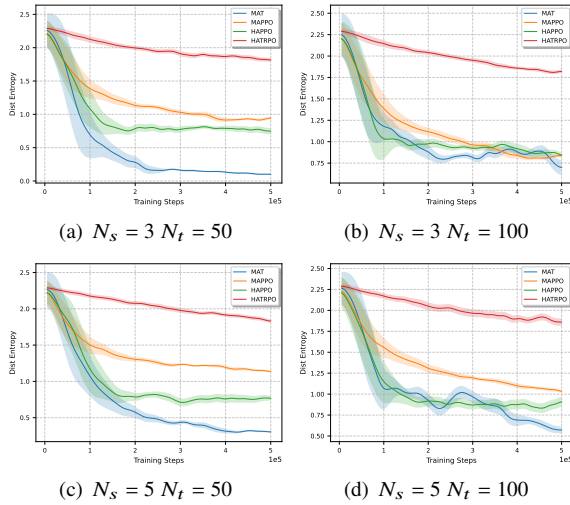 2.5
2.0
1.5
1.0
0.5
0.0
Dist Entropy
MAT
MAPPO
HAPPO
HATRPO
0
1
2
3
4
5
1e5
Training Steps
(a) N_s = 3 N_t = 50
2.50
2.25
2.00
1.75
1.50
1.25
1.00
0.75
Dist Entropy
MAT
MAPPO
HAPPO
HATRPO
0
1
2
3
4
5
1e5
Training Steps
(b) N_s = 3 N_t = 100
2.5
2.0
1.5
1.0
0.5
Dist Entropy
MAT
MAPPO
HAPPO
HATRPO
0
1
2
3
4
5
1e5
Training Steps
(c) N_s = 5 N_t = 50
2.50
2.25
2.00
1.75
1.50
1.25
1.00
0.75
0.50
Dist Entropy
MAT
MAPPO
HAPPO
HATRPO
0
1
2
3
4
5
1e5
Training Steps
(d) N_s = 5 N_t = 100